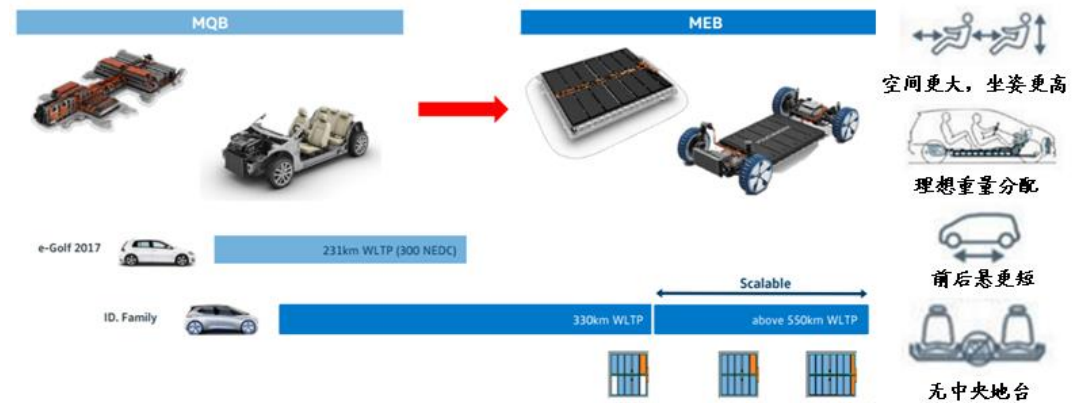 MQB
MEB
空间更大，坐姿更高
理想重量分配
e-Golf 2017
231km WLTP (300 NEDC)
前后悬更短
Scalable
ID. Family
330km WLTP
above 550km WLTP
无中央地台